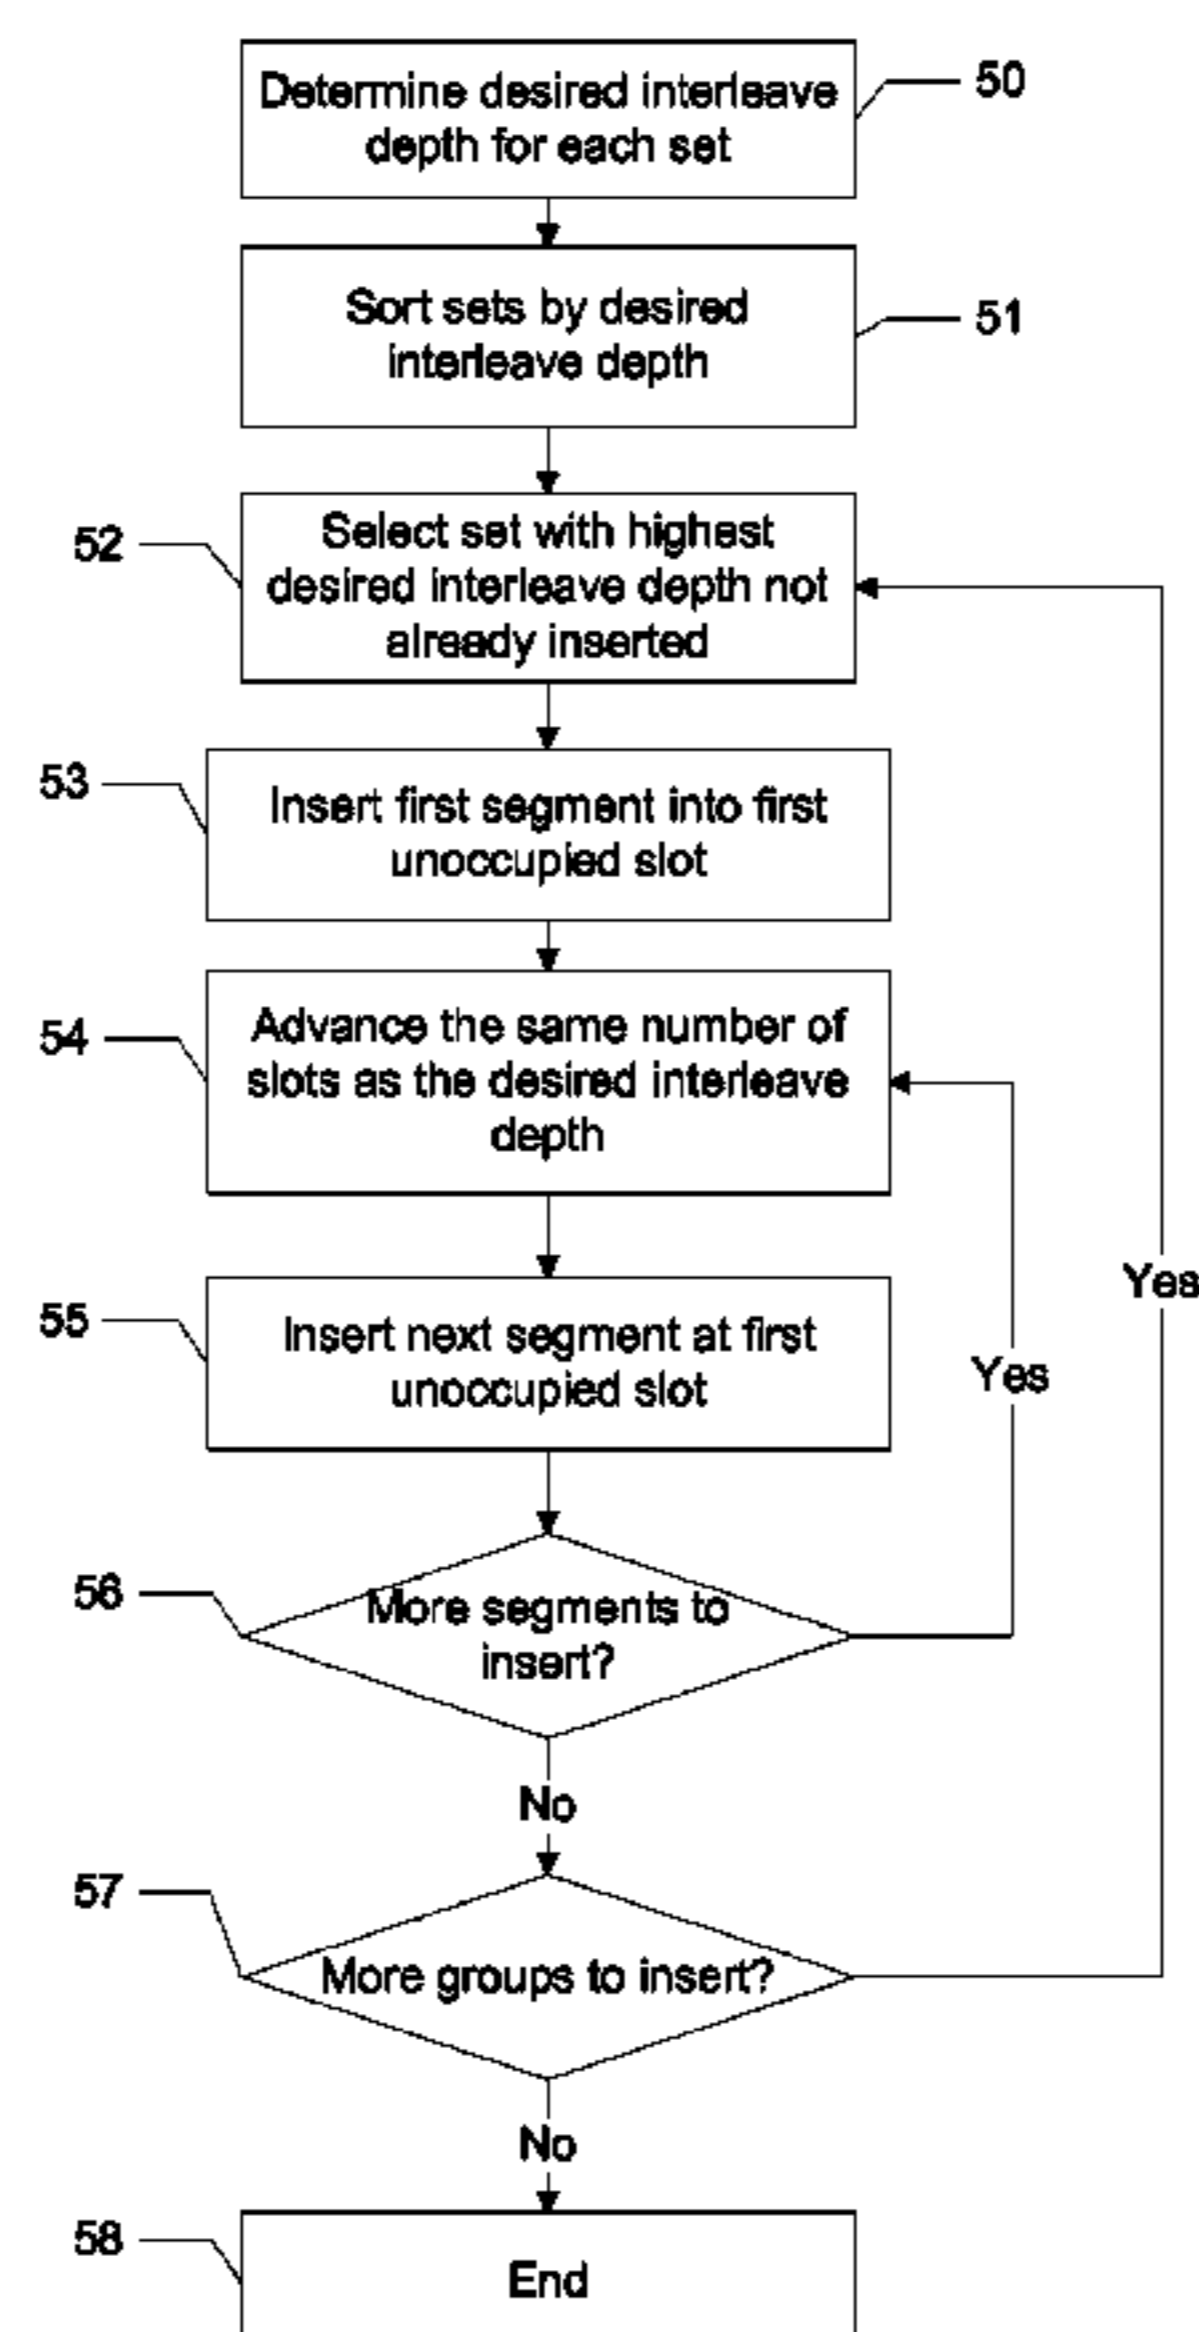 Determine desired interleave
depth for each set
50
Sort sets by desired
interleave depth
51
52
Select set with highest
desired interleave depth not
already inserted
53
Insert first segment into first
unoccupied slot
54
Advance the same number of
slots as the desired interleave
depth
55
Insert next segment at first
unoccupied slot
Yes
Yes
56
More segments to
insert?
No
57
More groups to insert?
No
58
End